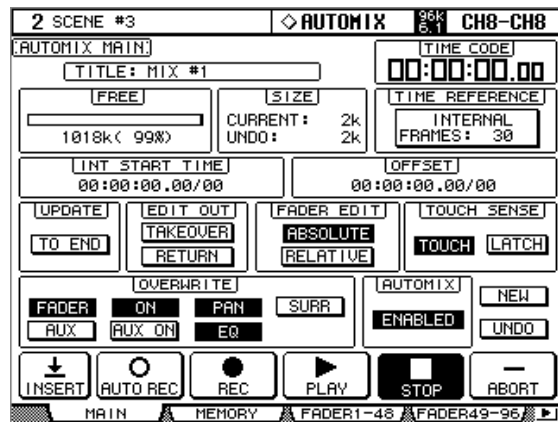 2 SCENE #3
◇AUTOMIX
96k 6.1
CH8-CH8
AUTOMIX MAIN
TITLE: MIX #1
TIME CODE
00:00:00.00
FREE
1018k( 99%)
SIZE
CURRENT: 2k
UNDO: 2k
TIME REFERENCE
INTERNAL
FRAMES: 30
INT START TIME
00:00:00.00/00
OFFSET
00:00:00.00/00
UPDATE
TO END
EDIT OUT
TAKEOVER
RETURN
FADER EDIT
ABSOLUTE
RELATIVE
TOUCH SENSE
TOUCH LATCH
OVERWRITE
FADER ON PAN SURR
AUX AUX ON EQ
AUTOMIX
ENABLED
NEW
UNDO
INSERT AUTO REC REC PLAY STOP ABORT
MAIN MEMORY FADER1-48 FADER49-96